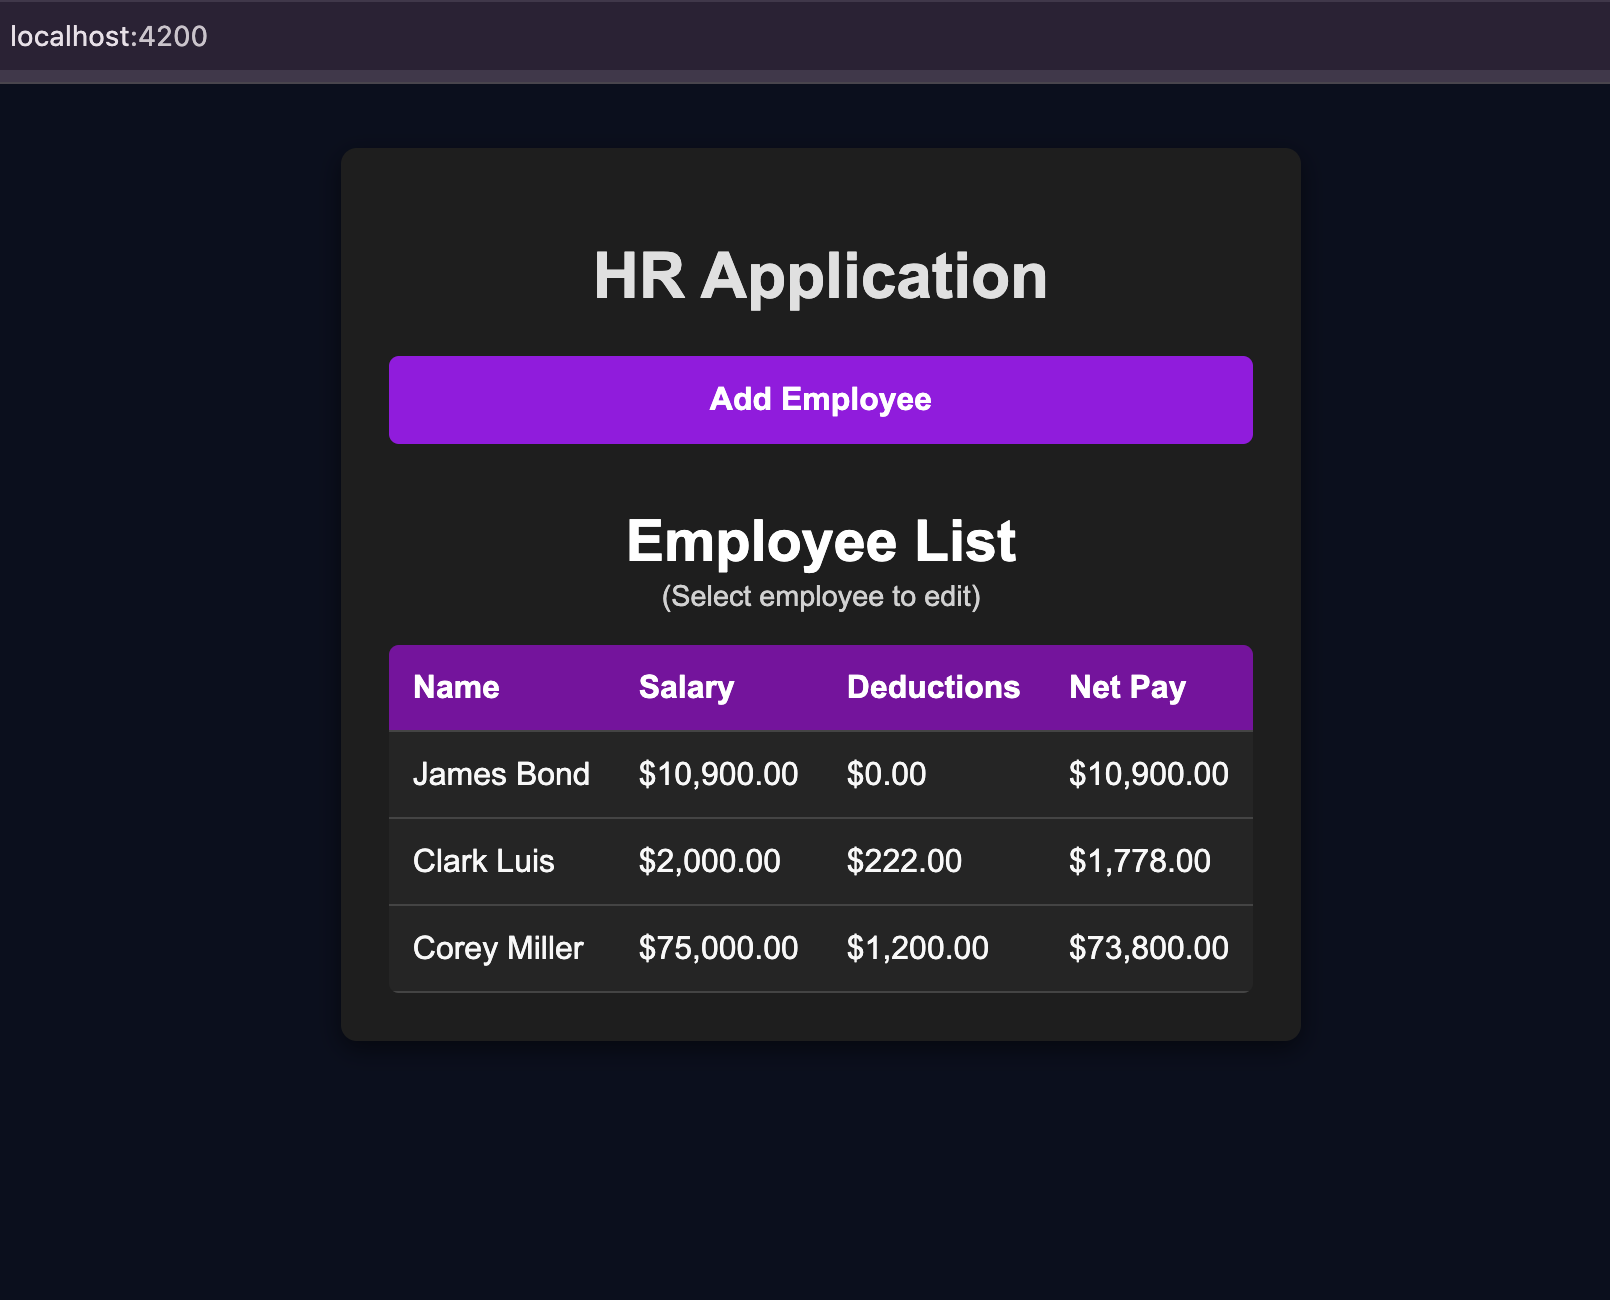 localhost:4200
HR Application
Add Employee
Employee List
(Select employee to edit)
Name Salary Deductions Net Pay
James Bond $10,900.00 $0.00 $10,900.00
Clark Luis $2,000.00 $222.00 $1,778.00
Corey Miller $75,000.00 $1,200.00 $73,800.00